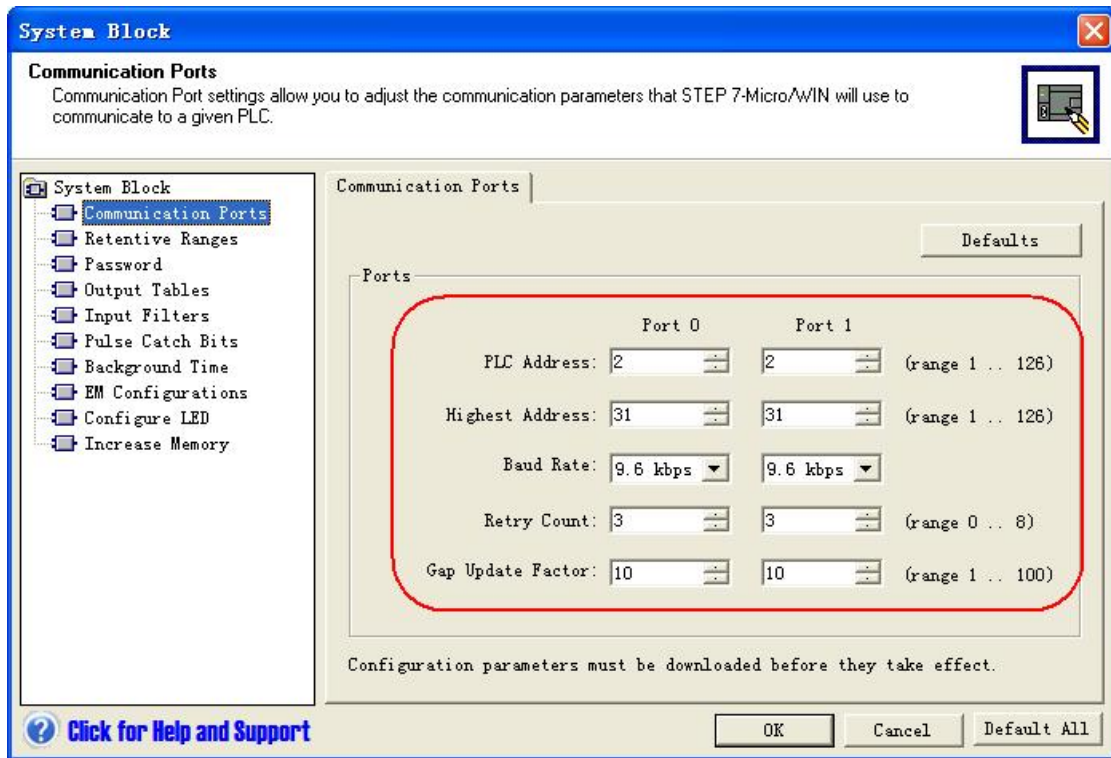 System Block
Communication Ports
Communication Port settings allow you to adjust the communication parameters that STEP 7-Micro/WIN will use to
communicate to a given PLC.
System Block
Communication Ports
Retentive Ranges
Password
Output Tables
Input Filters
Pulse Catch Bits
Background Time
EM Configurations
Configure LED
Increase Memory
Communication Ports
Defaults
Ports
Port 0 Port 1
PLC Address: 2 2 (range 1 .. 126)
Highest Address: 31 31 (range 1 .. 126)
Baud Rate: 9.6 kbps 9.6 kbps
Retry Count: 3 3 (range 0 .. 8)
Gap Update Factor: 10 10 (range 1 .. 100)
Configuration parameters must be downloaded before they take effect.
Click for Help and Support
OK Cancel Default All